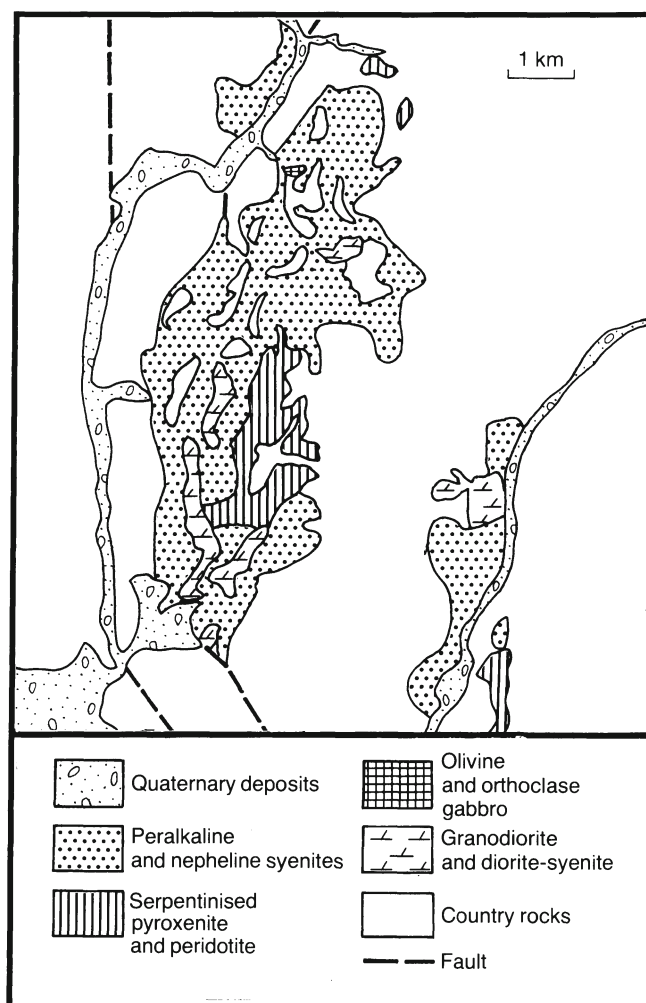 1 km
Quaternary deposits
Peralkaline
and nepheline syenites
Serpentinised
pyroxenite
and peridotite
Olivine
and orthoclase
gabbro
Granodiorite
and diorite-syenite
Country rocks
Fault